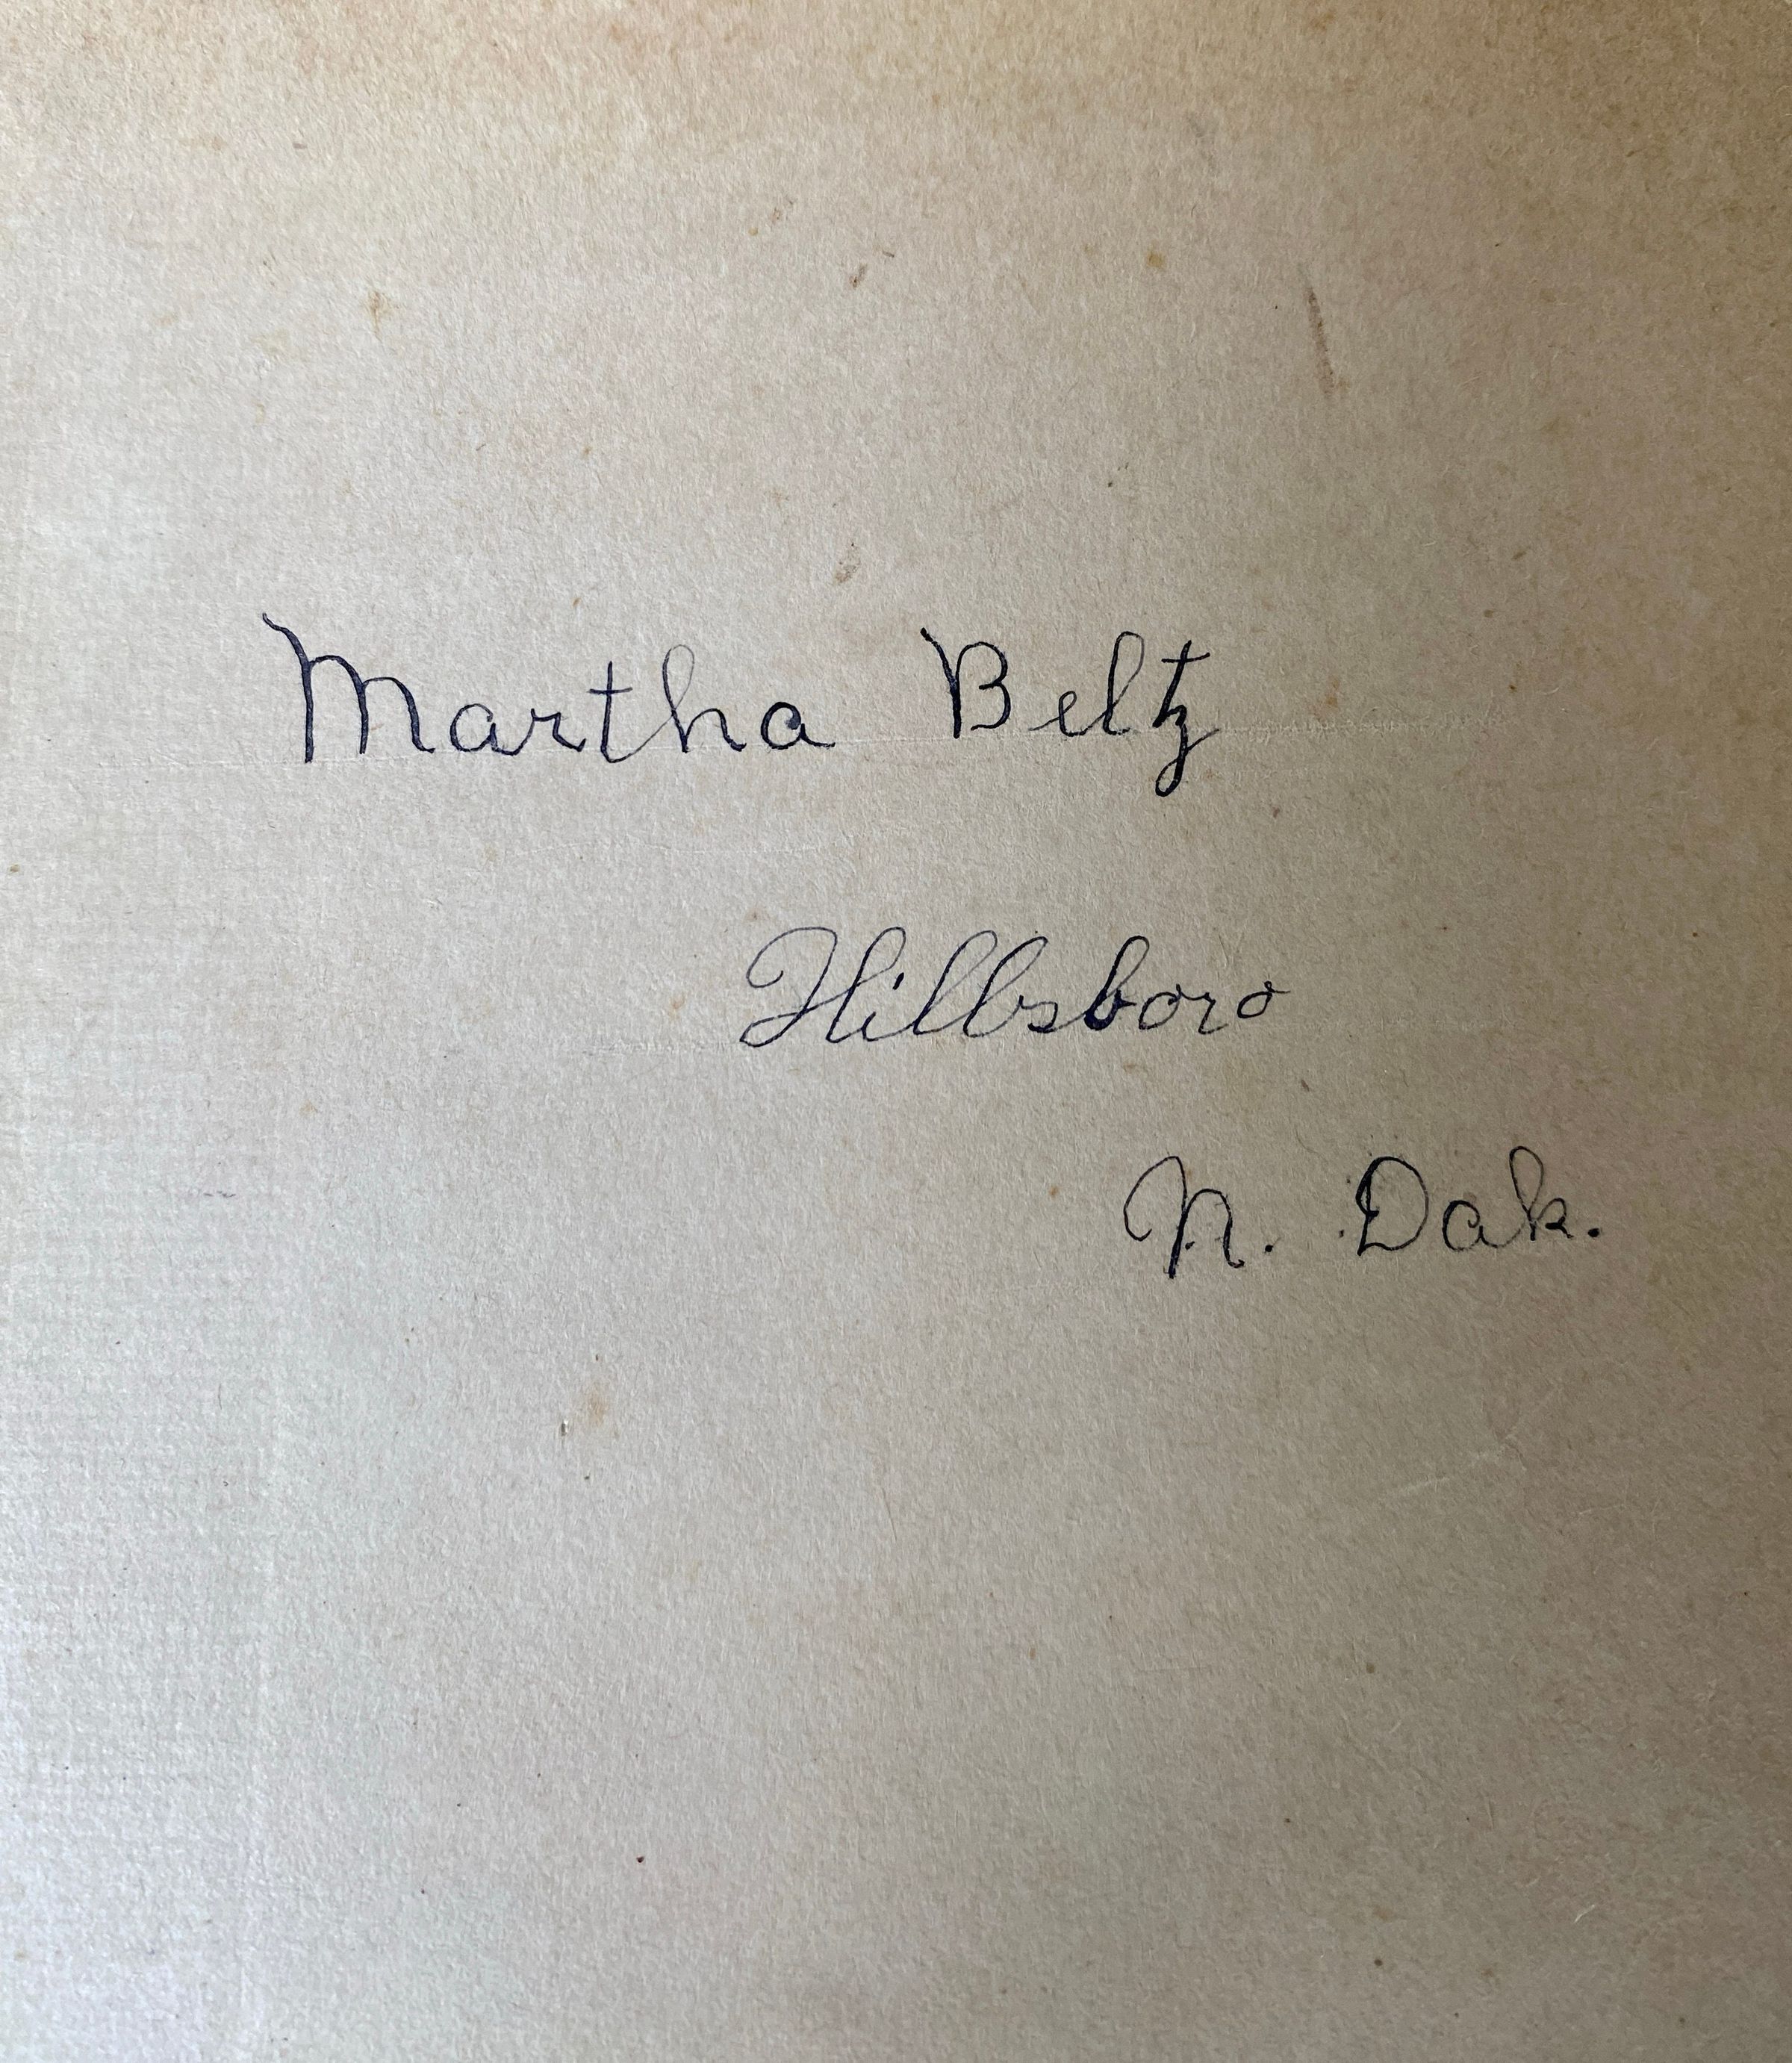 Martha Beltz
Hillsboro
N. Dak.